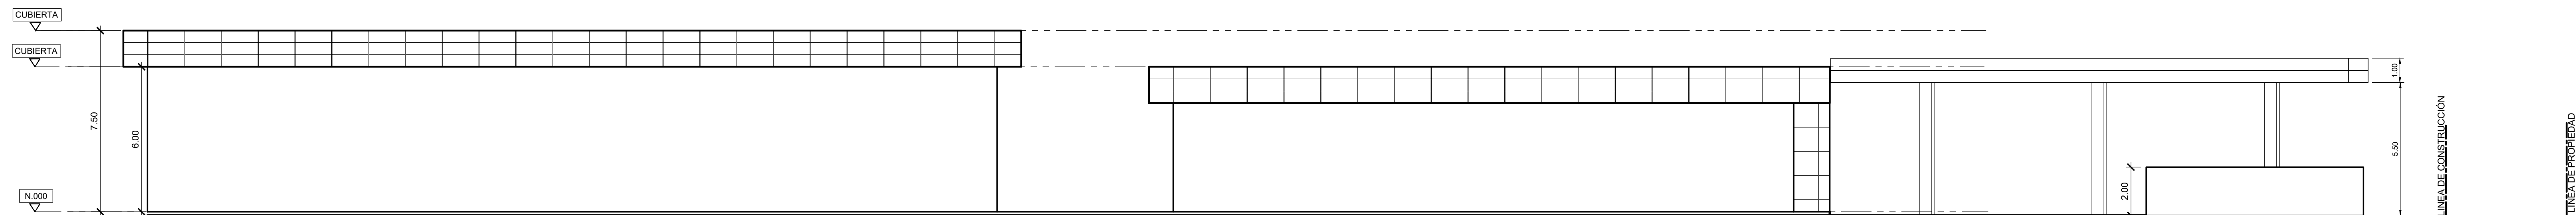 CUBIERTA
CUBIERTA
7.50
6.00
N.000
1.00
5.50
2.00
LINEA DE CONSTRUCCIÓN
LINEA DE PROPIEDAD